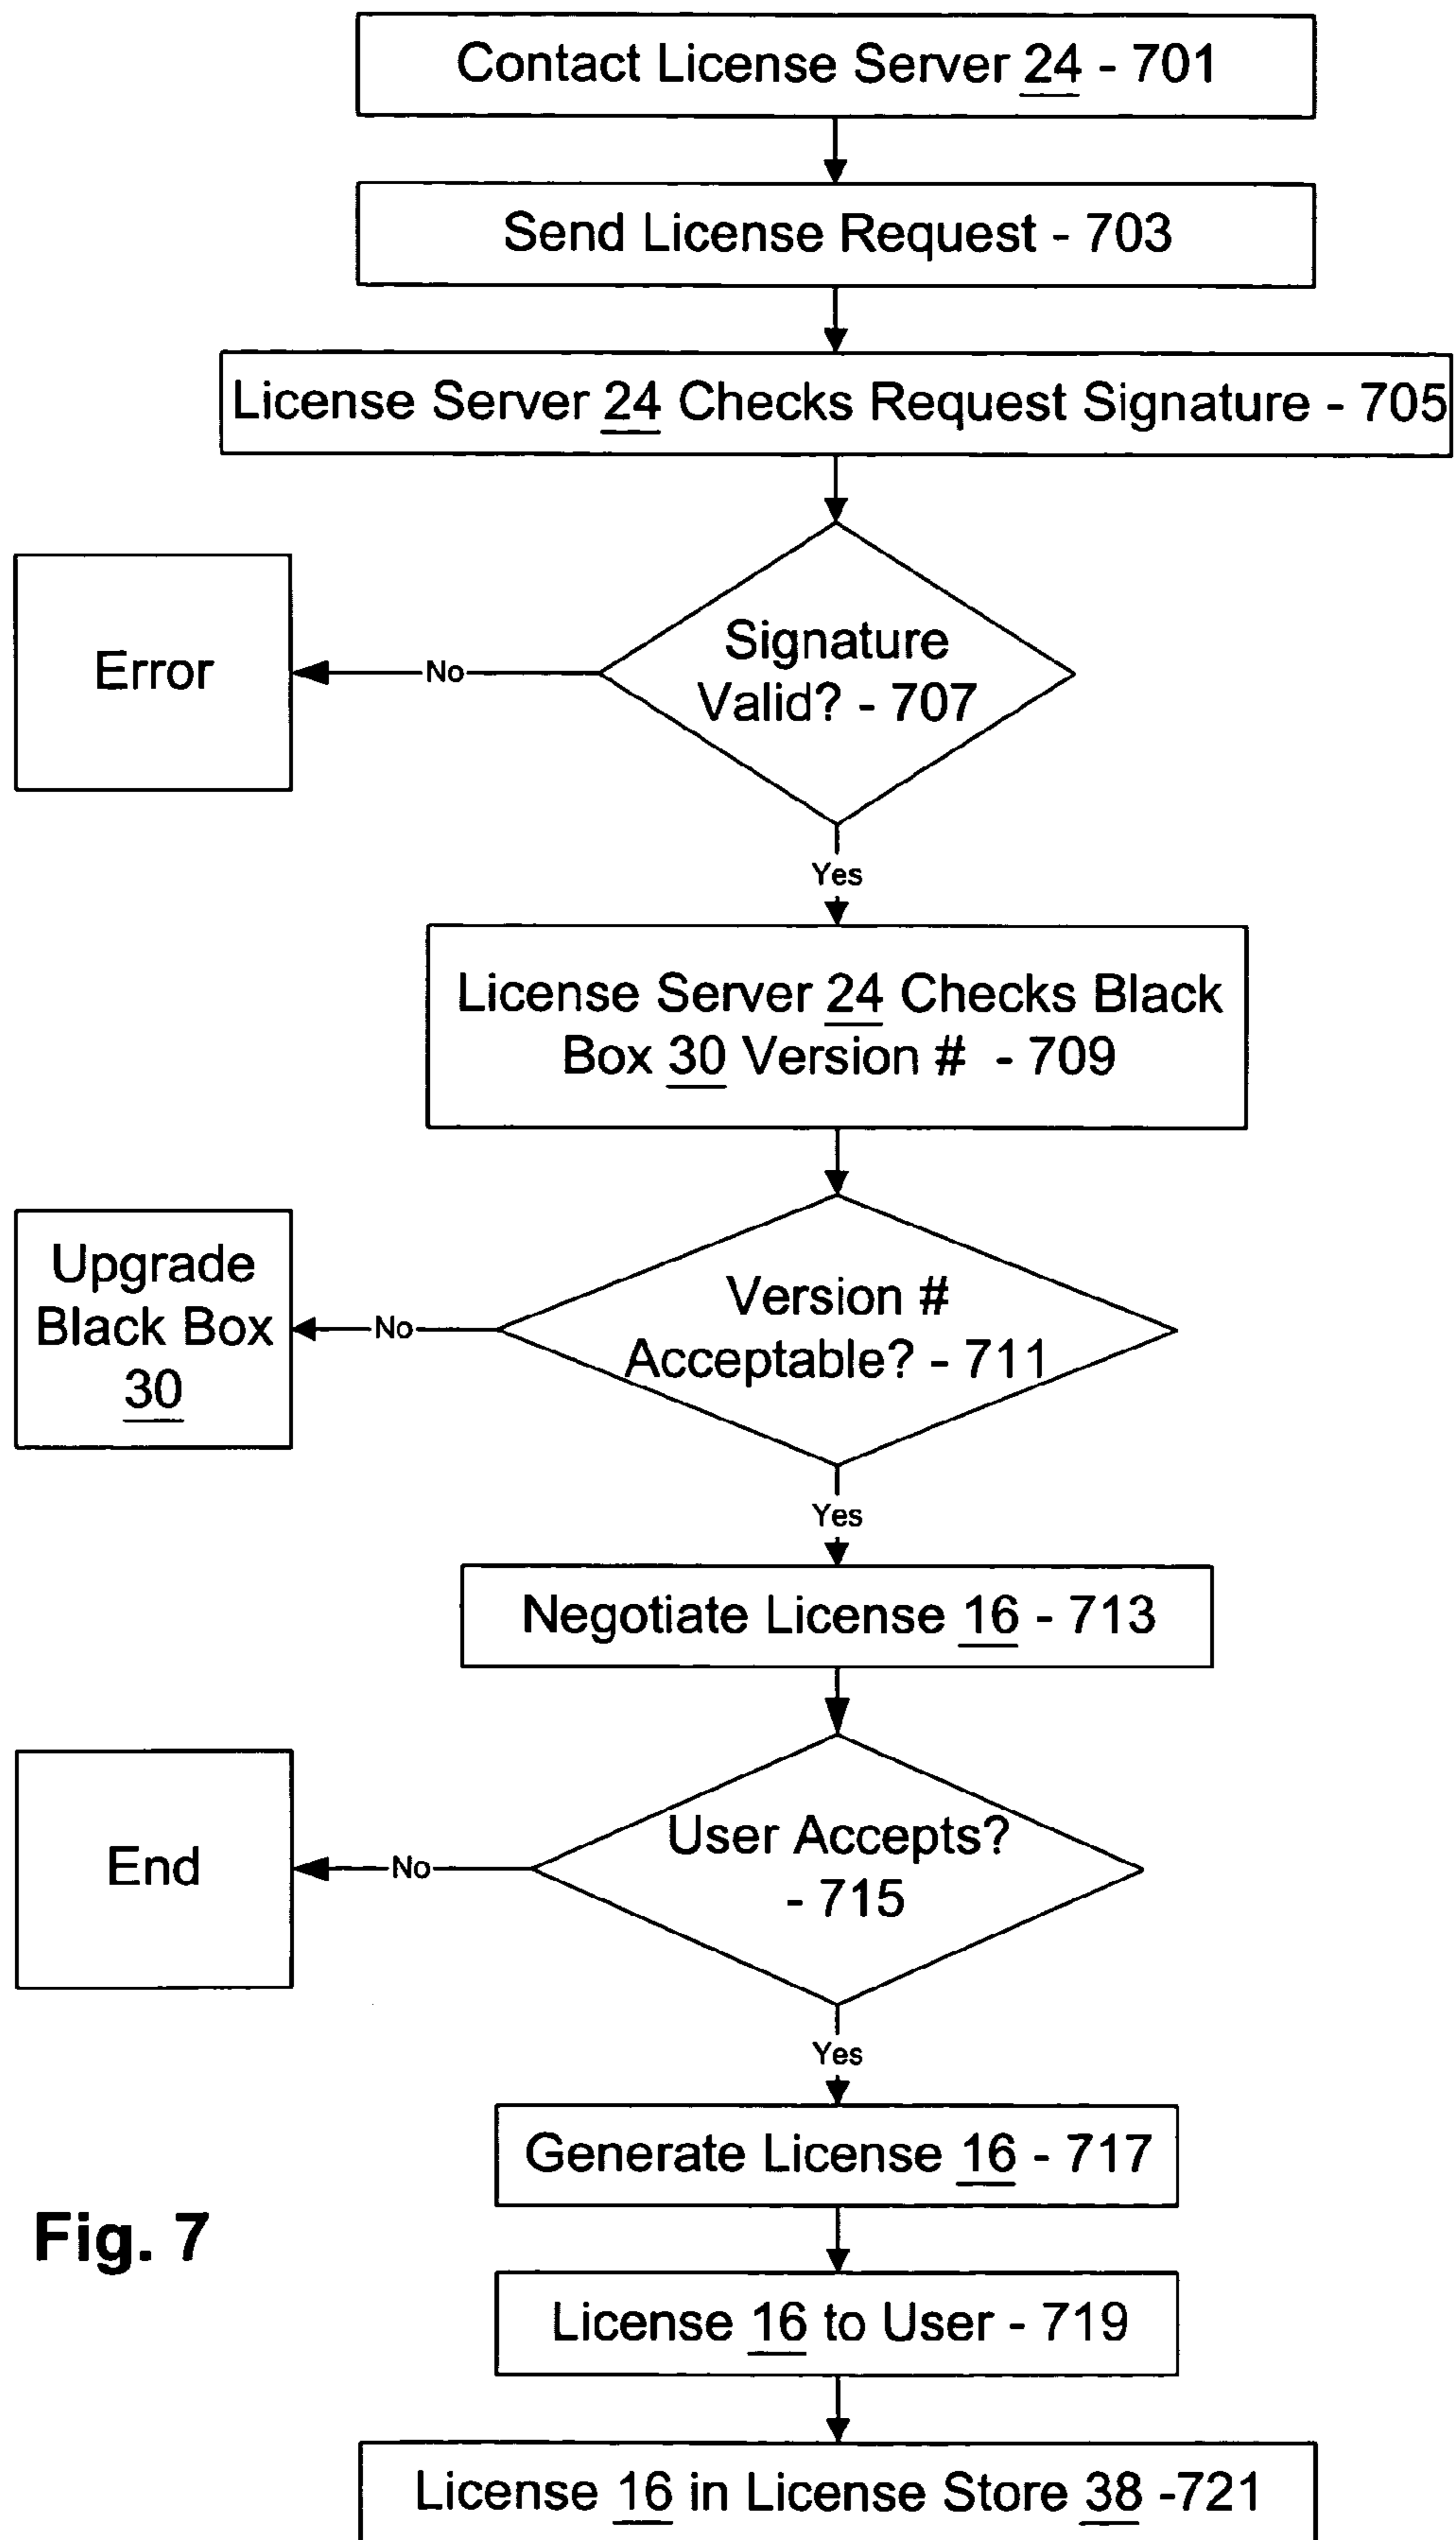 Contact License Server 24 - 701
Send License Request - 703
License Server 24 Checks Request Signature - 705
Signature
Valid? - 707
No
Error
Yes
License Server 24 Checks Black
Box 30 Version # - 709
Version #
Acceptable? - 711
No
Upgrade
Black Box
30
Yes
Negotiate License 16 - 713
User Accepts?
- 715
No
End
Yes
Generate License 16 - 717
Fig. 7
License 16 to User - 719
License 16 in License Store 38 -721